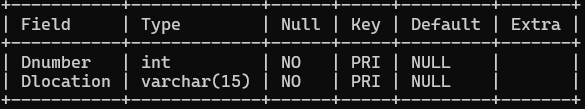 +-----------+-------------+------+-----+---------+-------+
| Field     | Type        | Null | Key | Default | Extra |
+-----------+-------------+------+-----+---------+-------+
| Dnumber   | int         | NO   | PRI | NULL    |       |
| Dlocation | varchar(15) | NO   | PRI | NULL    |       |
+-----------+-------------+------+-----+---------+-------+